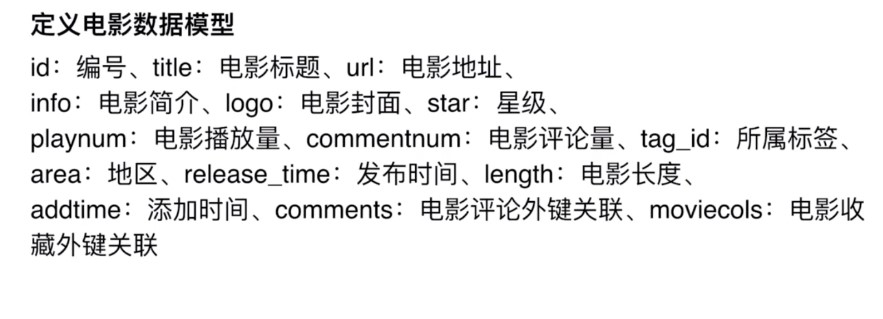 定义电影数据模型
id：编号、title：电影标题、url：电影地址、
info：电影简介、logo：电影封面、star：星级、
playnum：电影播放量、commentnum：电影评论量、tag_id：所属标签、
area：地区、release_time：发布时间、length：电影长度、
addtime：添加时间、comments：电影评论外键关联、moviecols：电影收
藏外键关联